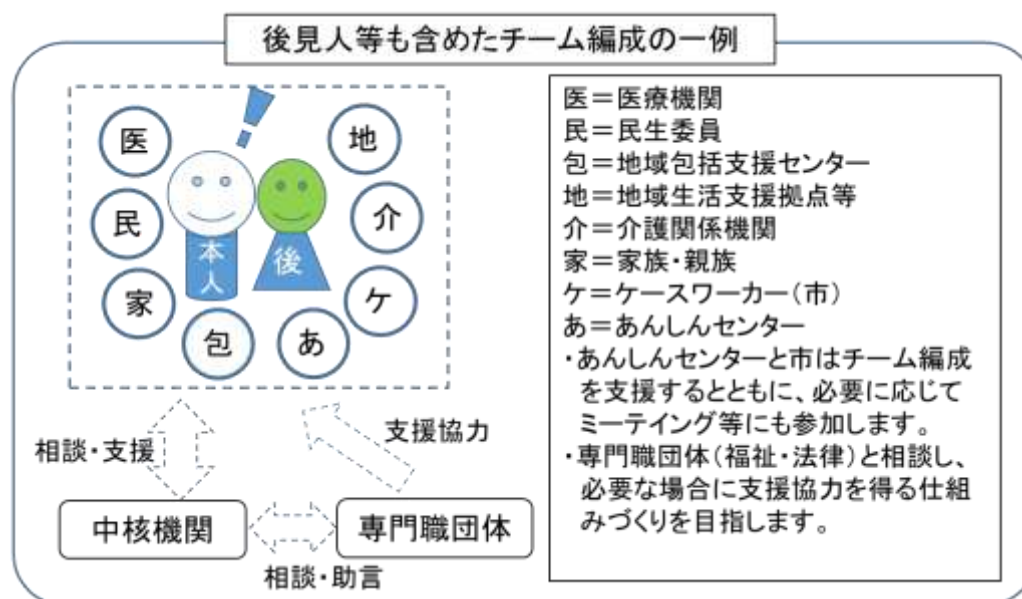 後見人等も含めたチーム編成の一例
医
民
家
包
あ
ケ
介
地
本人
後
相談・支援
支援協力
中核機関
専門職団体
相談・助言
医＝医療機関
民＝民生委員
包＝地域包括支援センター
地＝地域生活支援拠点等
介＝介護関係機関
家＝家族・親族
ケ＝ケースワーカー（市）
あ＝あんしんセンター
・あんしんセンターと市はチーム編成
を支援するとともに、必要に応じて
ミーテイング等にも参加します。
・専門職団体（福祉・法律）と相談し、
必要な場合に支援協力を得る仕組
みづくりを目指します。